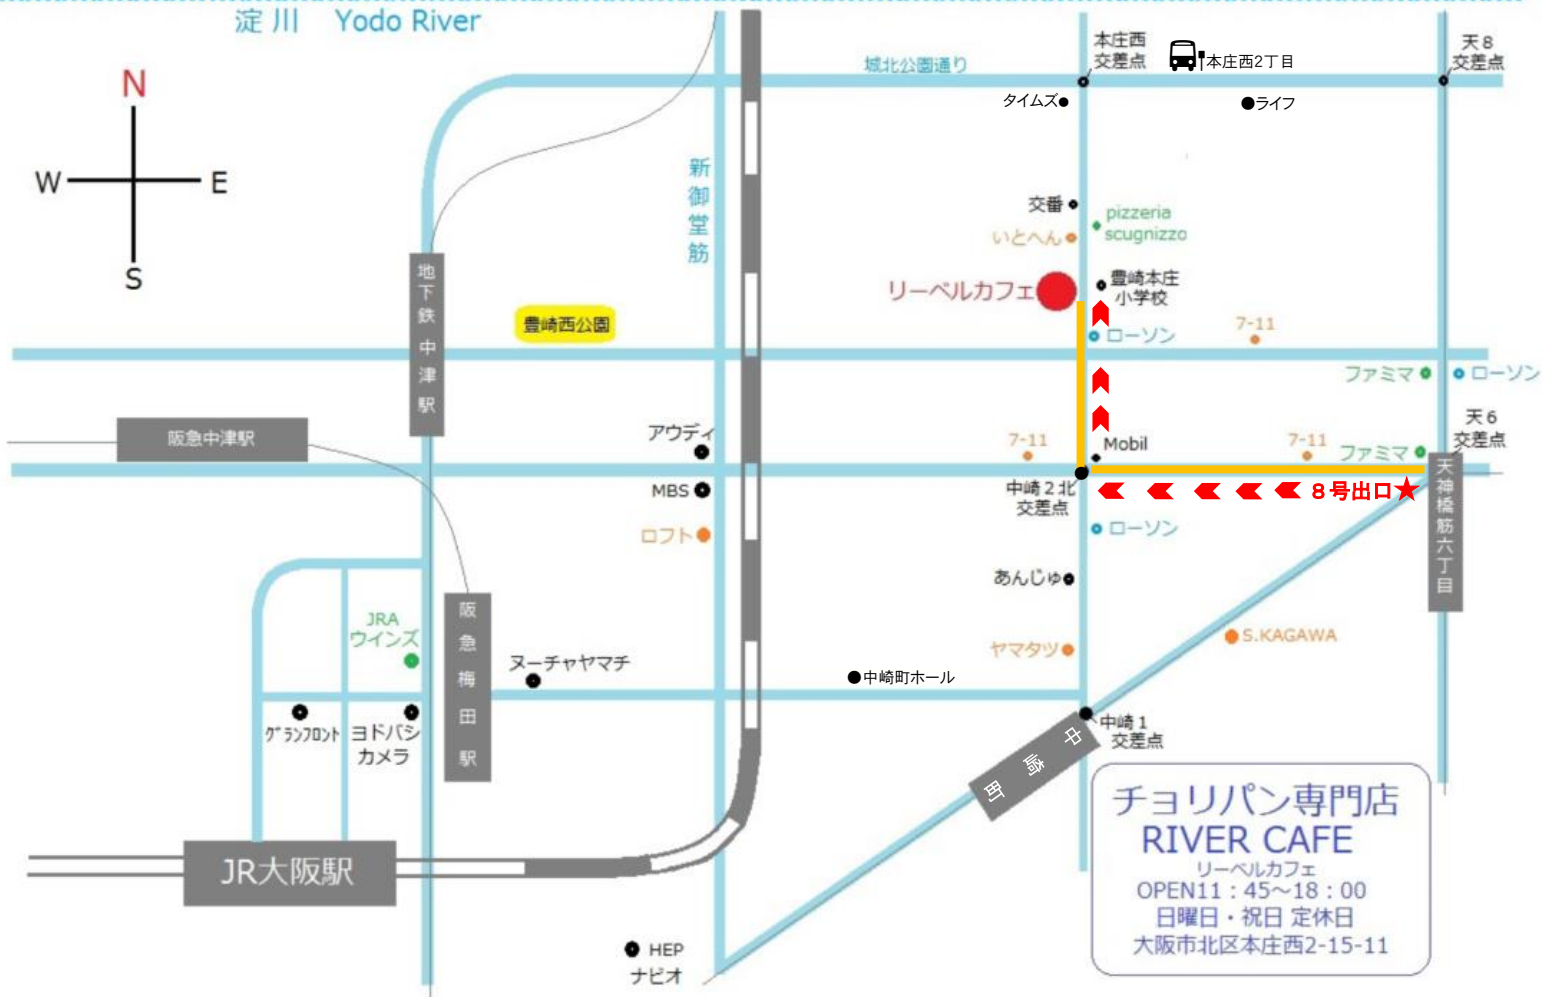 淀川 Yodo River
N
W
E
S
城北公園通り
本庄西
交差点
本庄西2丁目
天8
交差点
タイムズ
ライフ
新御堂筋
交番
いとへん
pizzeria
scugnizzo
リーベルカフェ
豊崎本庄
小学校
ローソン
7-11
地下鉄中津駅
豊崎西公園
ファミマ
ローソン
天6
交差点
阪急中津駅
アウディ
7-11
Mobil
7-11
ファミマ
MBS
中崎2北
交差点
8号出口★
天神橋筋六丁目
ロフト
ローソン
あんじゅ
JRA
ウインズ
阪急梅田駅
ヤマタツ
S.KAGAWA
ヌーチャヤマチ
中崎町ホール
グランフロント
ヨドバシ
カメラ
中崎1
交差点
中崎町
JR大阪駅
チョリパン専門店
RIVER CAFE
リーベルカフェ
OPEN11：45～18：00
日曜日・祝日 定休日
大阪市北区本庄西2-15-11
HEP
ナビオ